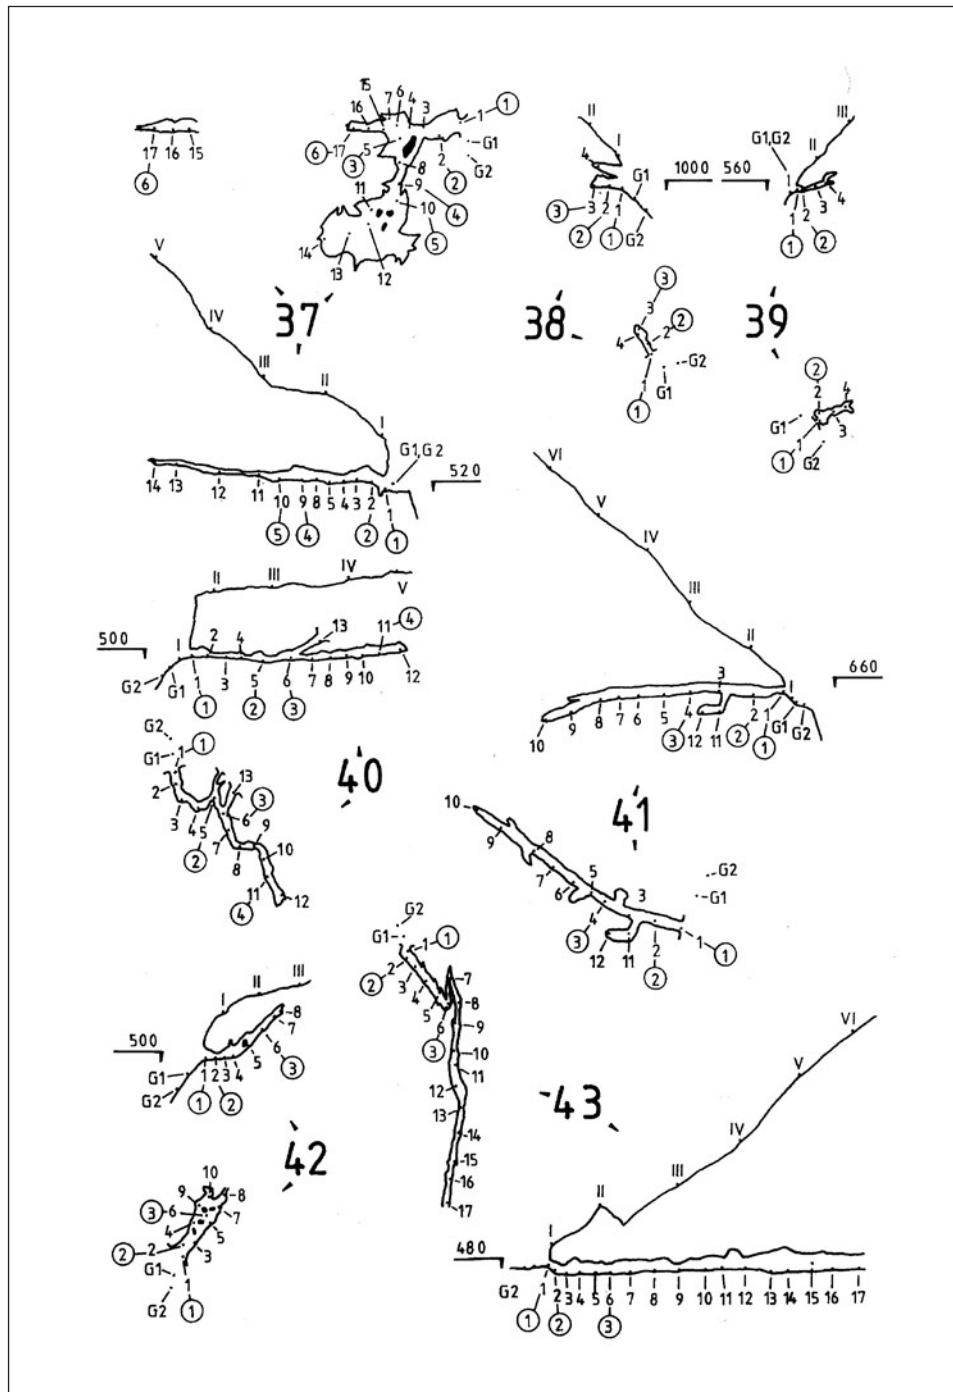 15 7 6 4 3 1 ①
16
17 16 15
⑥
⑥ 17 ③ 5 2 ② G1
G2
8
11 9 ④
10
⑤
14
13 12
37
V
IV
III
II
I
G1,G2
520
14 13 12 11 10 9 8 5 4 3 2 1
⑤ ④ ② ①
II
I
4
G1
1000
③ 3 2 1
② ① G2
38
③
3
2 ②
4
G2
1 G1
①
III
G1,G2 II
560
1 4
1 2 3
① ②
39
②
2 4
G1
① 1 3
G2
II III IV V
500 I 2 4 13 11 ④
G2 G1 1 3 5 6 7 8 9 10 12
① ② ③
40
G2
G1 1 ①
2
13
3 4 5 6 ③
② 7 8 9
10
④ 11 12
VI
V
IV
III
II
660
3
I
10 9 8 7 6 5 4 12 11 2 1 G1 G2
③ ② ①
41
10
9 8
7 5
6 3
4
③
12 11 2 1 ①
②
G2
G1
III
II
I
8
7
500 6
5 ③
G1 1 2 3 4
G2 ① ②
42
10
9 8
③ 6 7
4 5
② 2 3
G1 1
G2 ①
G2
G1 1 ①
② 2 7
3
4 8
5
6 9
③ 10
11
12
13
14
15
16
17
43
VI
V
IV
III
II
I
480
G2 1 2 3 4 5 6 7 8 9 10 11 12 13 14 15 16 17
① ② ③